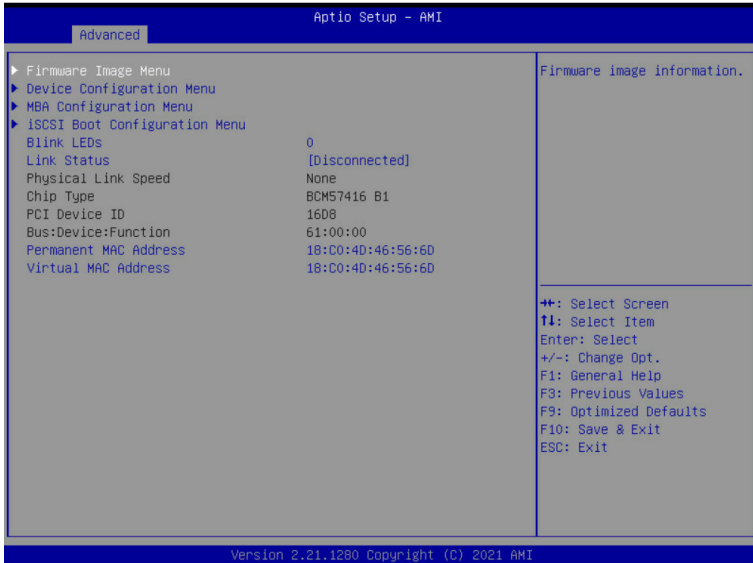 Aptio Setup – AMI
Advanced
▶ Firmware Image Menu
▶ Device Configuration Menu
▶ MBA Configuration Menu
▶ iSCSI Boot Configuration Menu
Blink LEDs 0
Link Status [Disconnected]
Physical Link Speed None
Chip Type BCM57416 B1
PCI Device ID 16D8
Bus:Device:Function 61:00:00
Permanent MAC Address 18:C0:4D:46:56:6D
Virtual MAC Address 18:C0:4D:46:56:6D
Firmware image information.
→←: Select Screen
↑↓: Select Item
Enter: Select
+/-: Change Opt.
F1: General Help
F3: Previous Values
F9: Optimized Defaults
F10: Save & Exit
ESC: Exit
Version 2.21.1280 Copyright (C) 2021 AMI